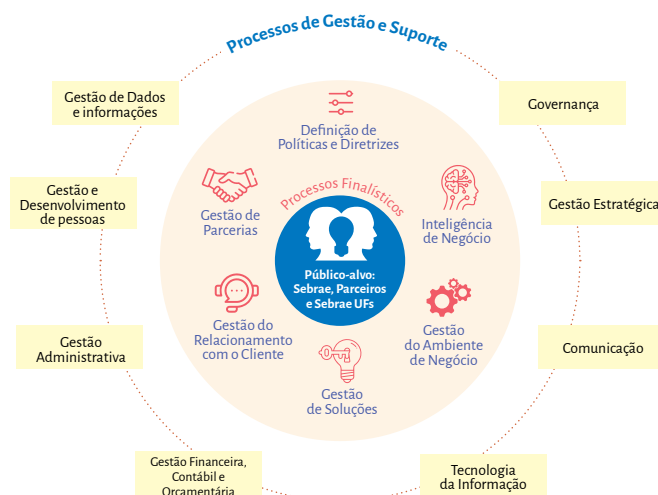 Processos de Gestão e Suporte
Gestão de Dados
e informações
Governança
Definição de
Políticas e Diretrizes
Gestão e
Desenvolvimento
de pessoas
Gestão de
Parcerias
Processos Finalísticos
Inteligência
de Negócio
Gestão Estratégica
Público-alvo:
Sebrae, Parceiros
e Sebrae UFs
Gestão
Administrativa
Gestão do
Relacionamento
com o Cliente
Gestão
do Ambiente
de Negócio
Comunicação
Gestão
de Soluções
Gestão Financeira,
Contábil e
Orçamentária
Tecnologia
da Informação